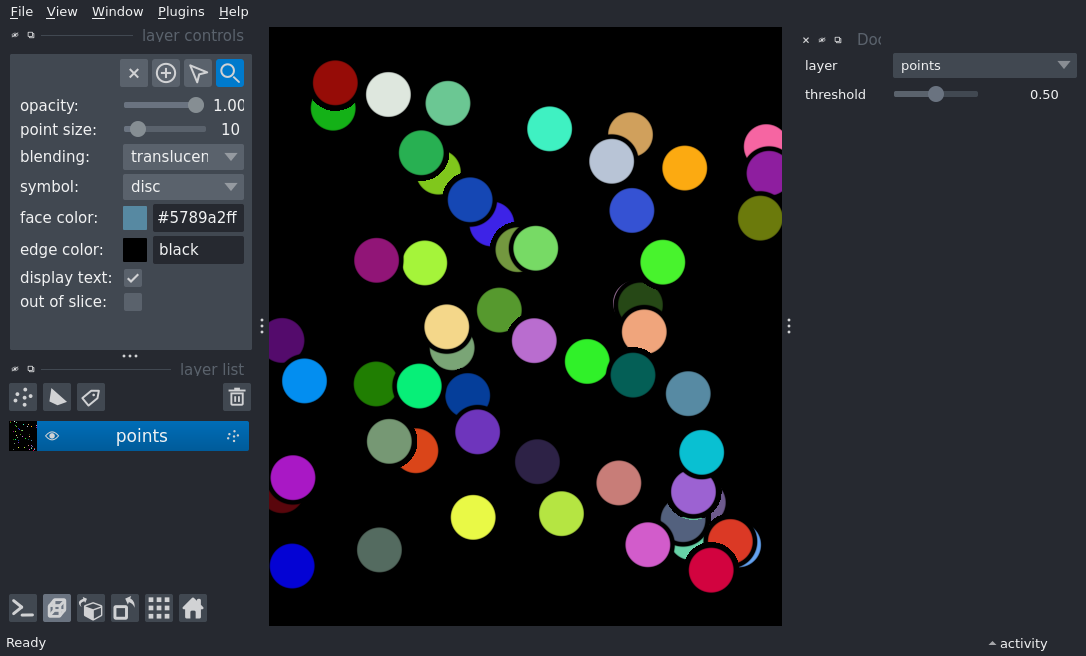 File View Window Plugins Help
layer controls
opacity: 1.00
point size: 10
blending: translucen
symbol: disc
face color: #5789a2ff
edge color: black
display text:
out of slice:
layer list
points
Doc
layer points
threshold 0.50
Ready
activity